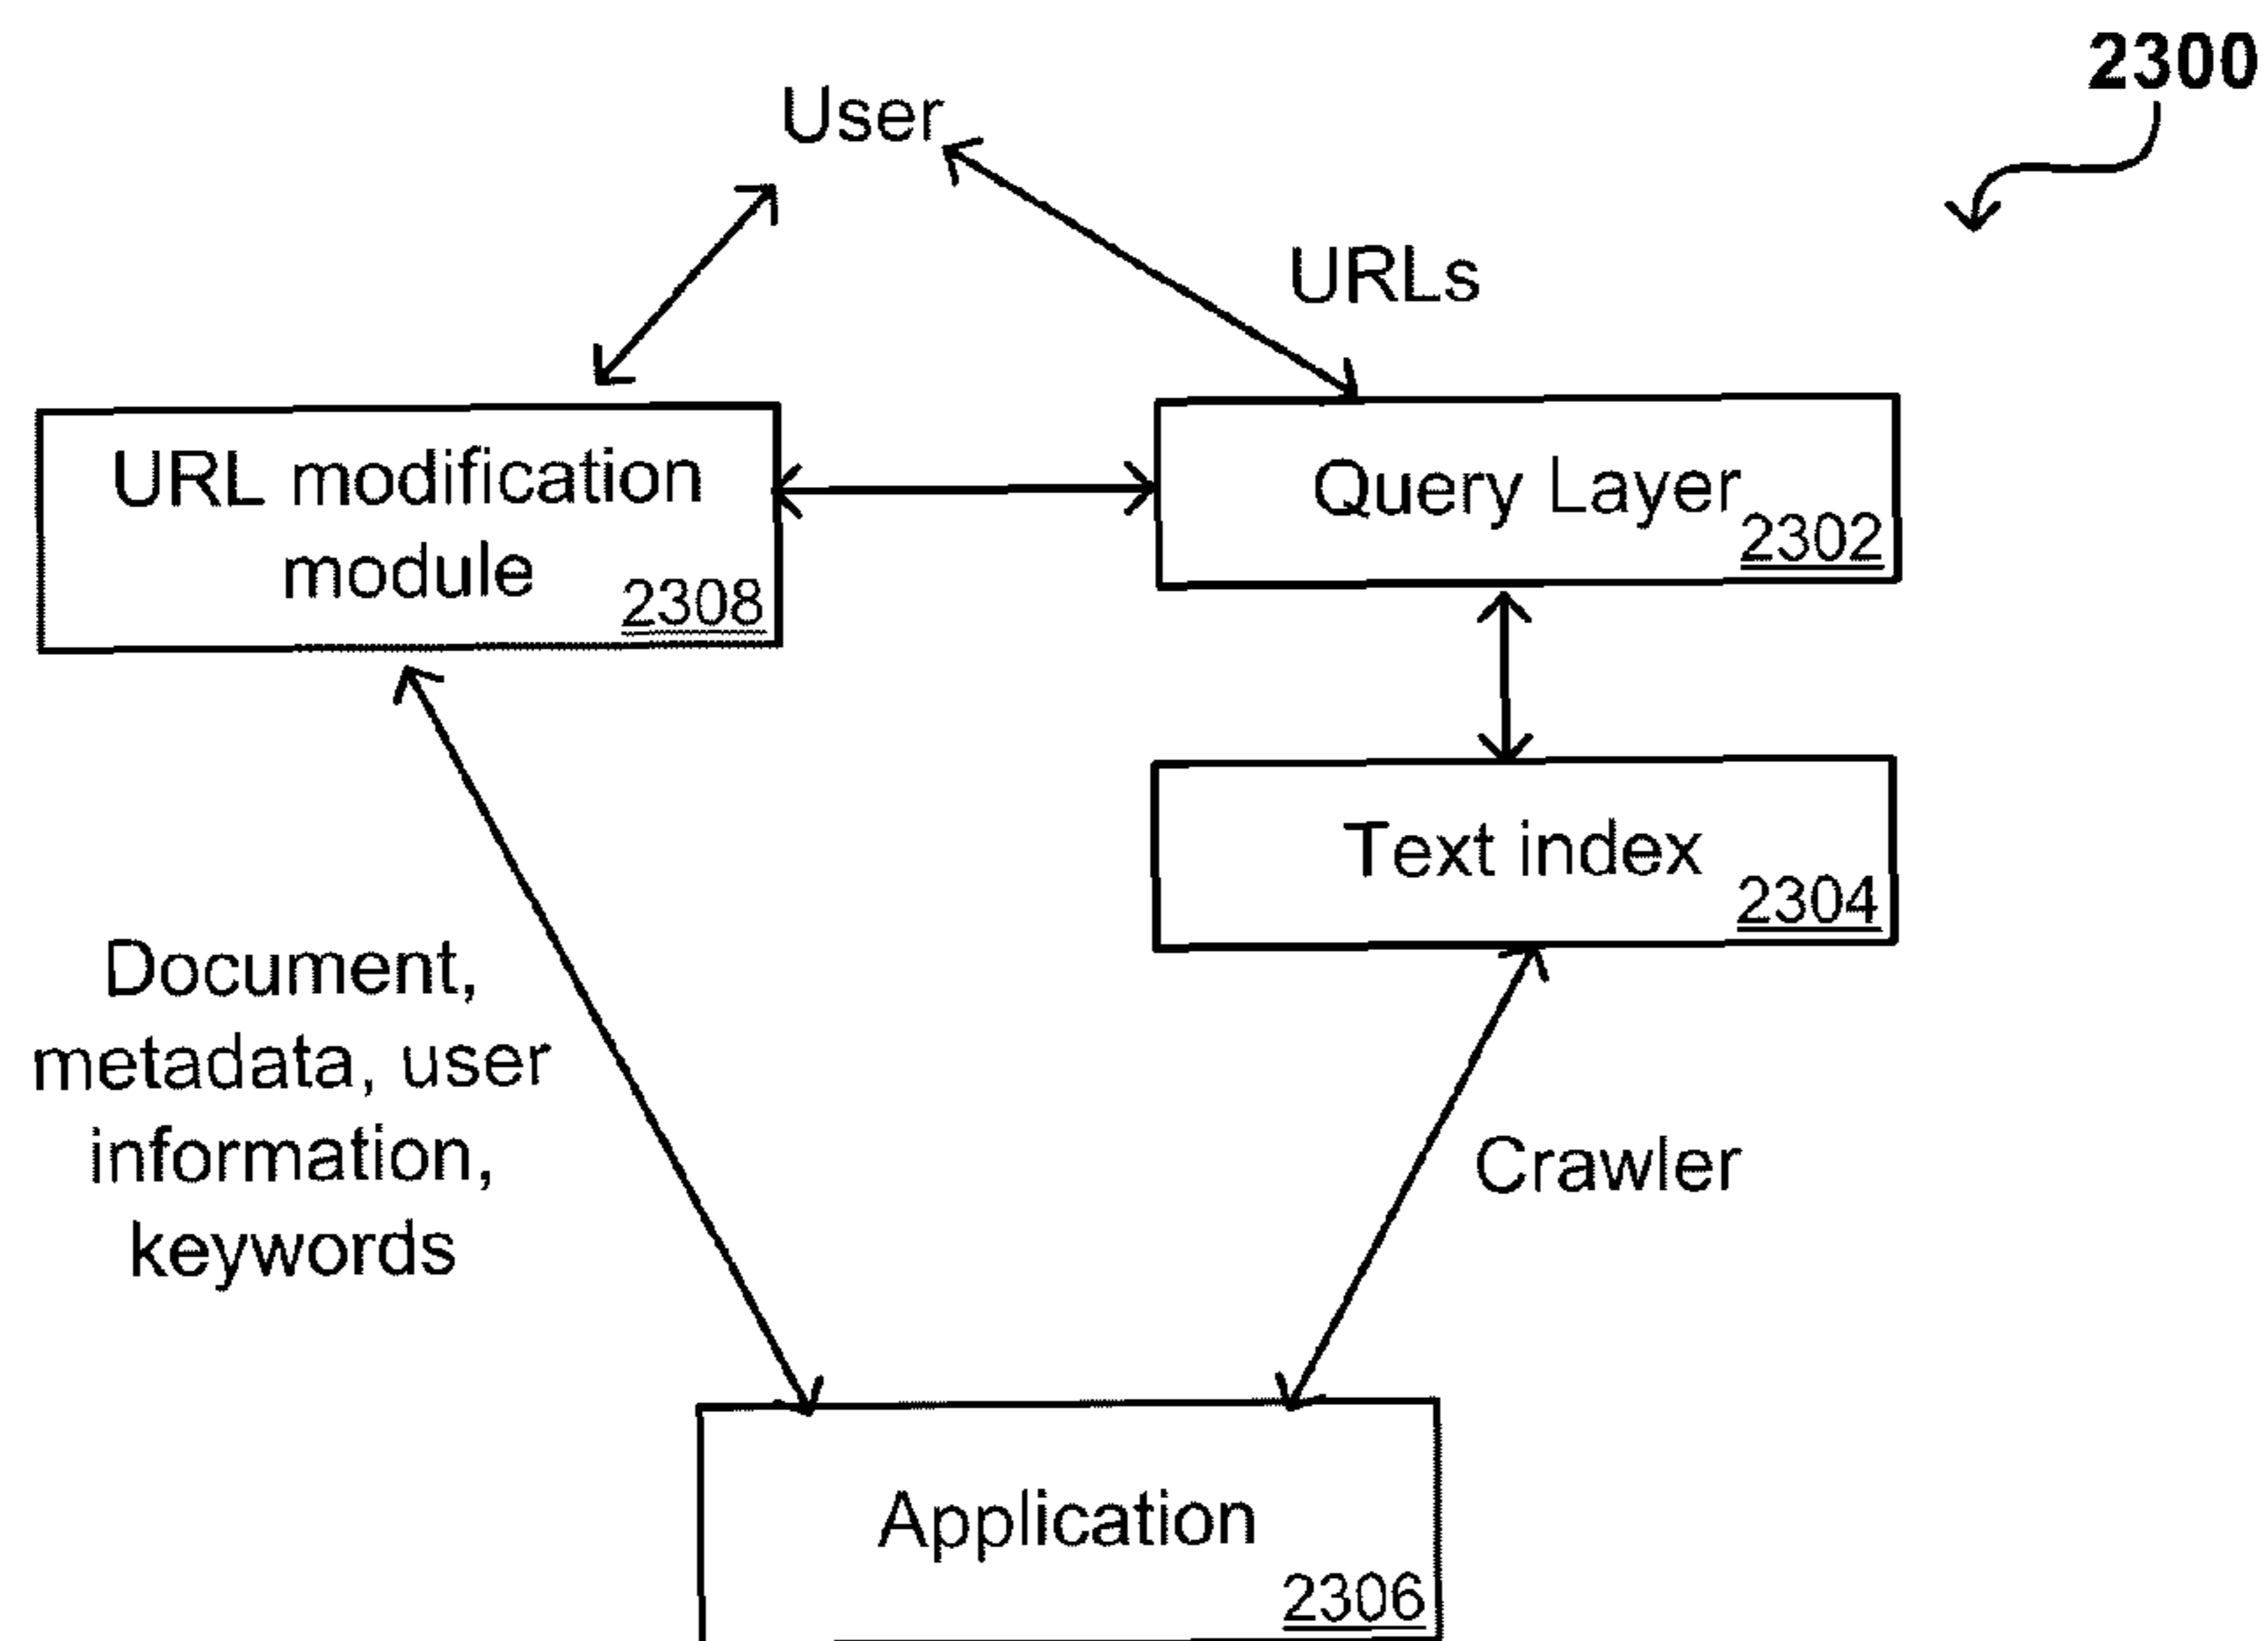 2300
User
URLs
URL modification
module
2308
Query Layer
2302
Text index
2304
Document,
metadata, user
information,
keywords
Crawler
Application
2306